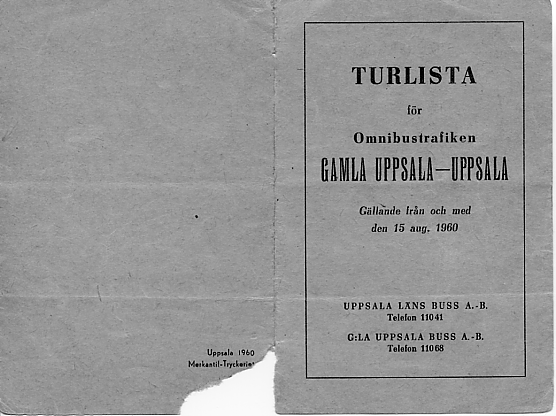 TURLISTA
för
Omnibustrafiken
GAMLA UPPSALA—UPPSALA
Gällande från och med
den 15 aug. 1960
UPPSALA LÄNS BUSS A.-B.
Telefon 11041
G:LA UPPSALA BUSS A.-B.
Telefon 11068
Uppsala 1960
Merkantil-Tryckeriet